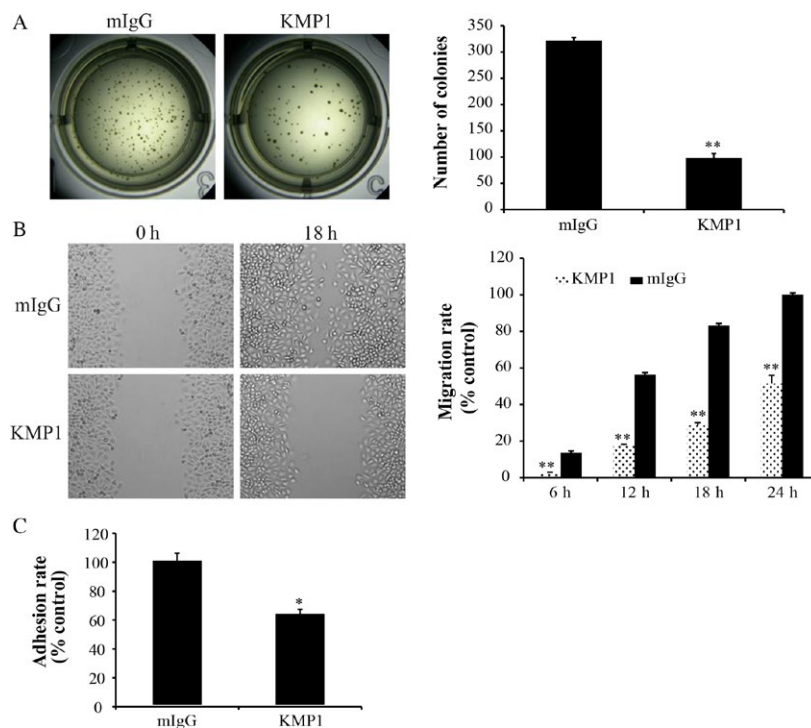 A
mIgG
KMP1
Number of colonies
350
300
250
200
150
100
50
0
**
mIgG
KMP1
B
0 h
18 h
mIgG
KMP1
Migration rate
(% control)
KMP1
mIgG
120
100
80
60
40
20
0
**
**
**
**
6 h
12 h
18 h
24 h
C
Adhesion rate
(% control)
120
100
80
60
40
20
0
*
mIgG
KMP1